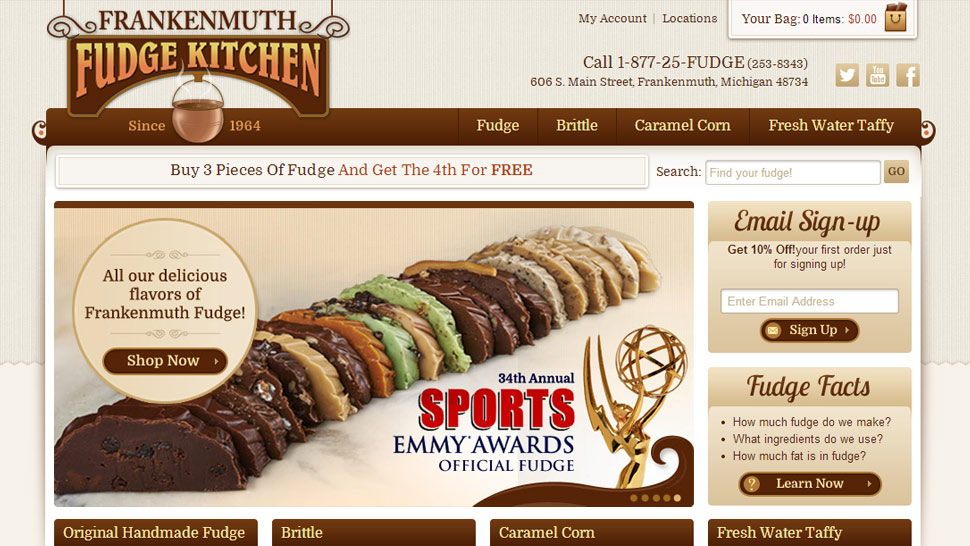 FRANKENMUTH
FUDGE KITCHEN
Since 1964
My Account | Locations
Your Bag: 0 Items: $0.00
Call 1-877-25-FUDGE (253-8343)
606 S. Main Street, Frankenmuth, Michigan 48734
You
Tube
Fudge
Brittle
Caramel Corn
Fresh Water Taffy
Buy 3 Pieces Of Fudge And Get The 4th For FREE
Search:
Find your fudge!
GO
All our delicious
flavors of
Frankenmuth Fudge!
Shop Now
34th Annual
SPORTS
EMMY® AWARDS
OFFICIAL FUDGE
Email Sign-up
Get 10% Off!your first order just
for signing up!
Enter Email Address
Sign Up
Fudge Facts
• How much fudge do we make?
• What ingredients do we use?
• How much fat is in fudge?
? Learn Now
Original Handmade Fudge
Brittle
Caramel Corn
Fresh Water Taffy